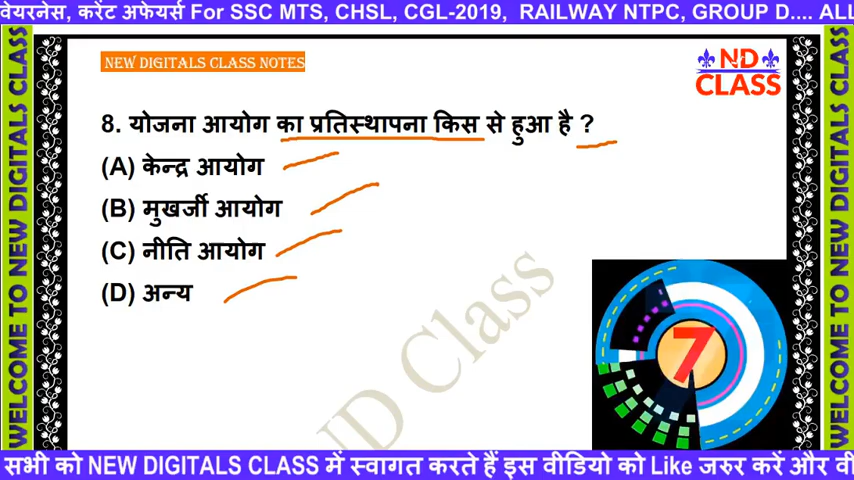 वेयरनेस, करेंट अफेयर्स For SSC MTS, CHSL, CGL-2019, RAILWAY NTPC, GROUP D.... ALL
NEW DIGITALS CLASS NOTES
ND
CLASS
8. योजना आयोग का प्रतिस्थापना किस से हुआ है ?
(A) केन्द्र आयोग
(B) मुखर्जी आयोग
(C) नीति आयोग
(D) अन्य
7
ND Class
WELCOME TO NEW DIGITALS CLASS
WELCOME TO NEW DIGITALS CLASS
सभी को NEW DIGITALS CLASS में स्वागत करते हैं इस वीडियो को Like जरुर करें और वी